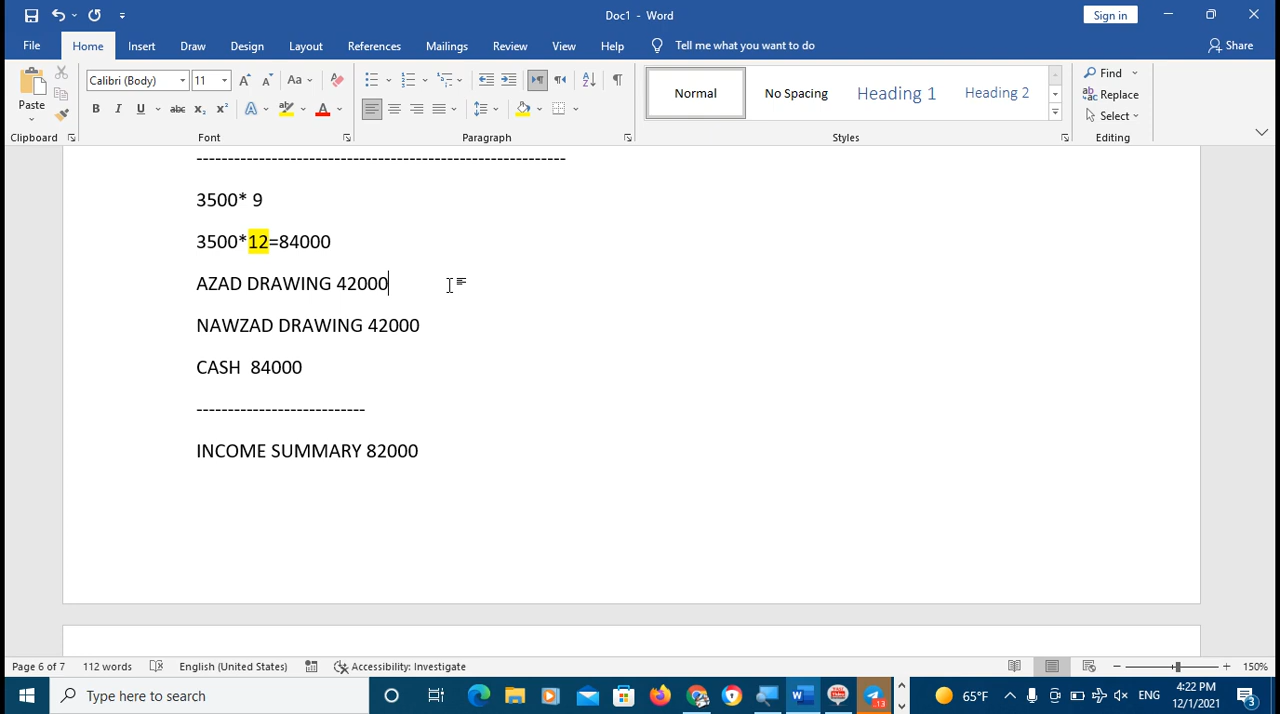 Doc1 - Word
Sign in
File Home Insert Draw Design Layout References Mailings Review View Help Tell me what you want to do Share
Paste
Calibri (Body) 11
Normal No Spacing Heading 1 Heading 2
Find
Replace
Select
Clipboard Font Paragraph Styles Editing
-----------------------------------------------------------
3500* 9
3500*12=84000
AZAD DRAWING 42000
NAWZAD DRAWING 42000
CASH  84000
---------------------------
INCOME SUMMARY 82000
Page 6 of 7 112 words English (United States) Accessibility: Investigate 150%
Type here to search
65°F ENG
4:22 PM
12/1/2021